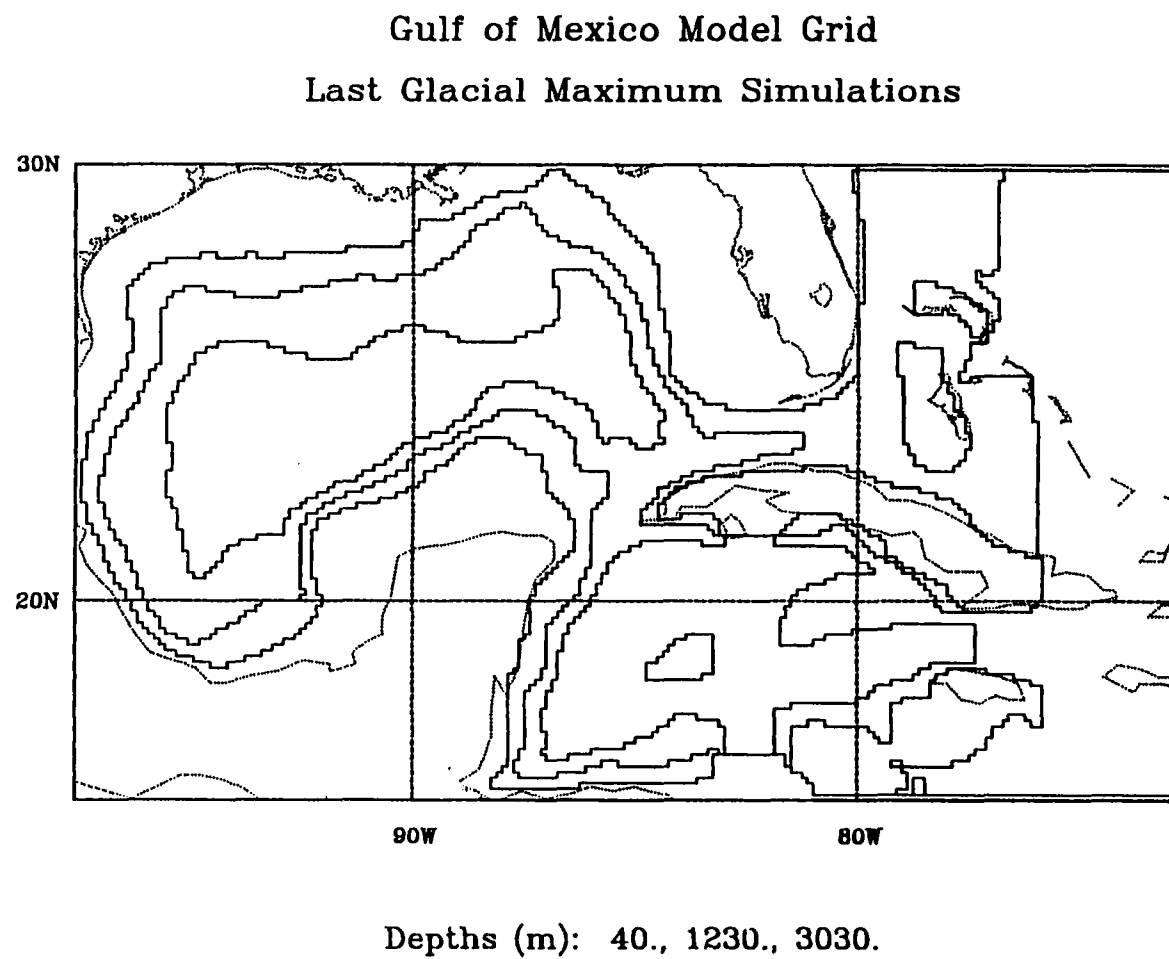 Gulf of Mexico Model Grid
Last Glacial Maximum Simulations
30N
20N
90W 80W
Depths (m): 40., 1230., 3030.